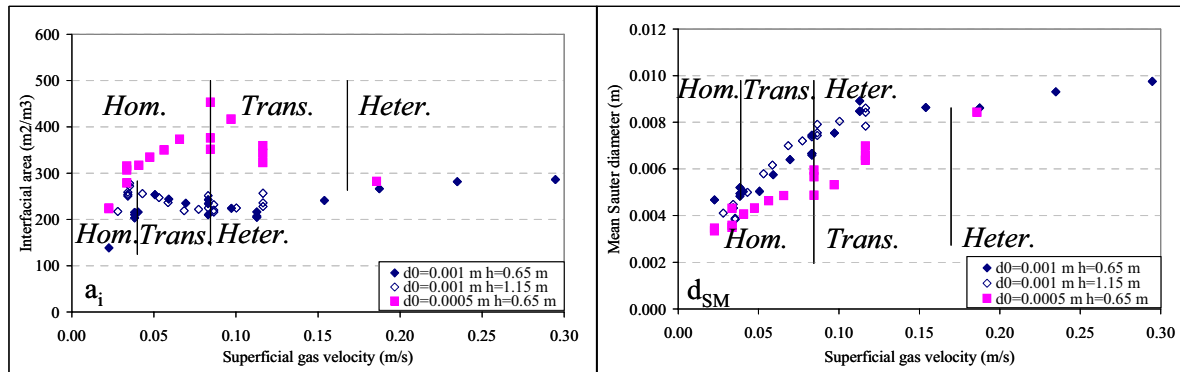 600
500
400
300
200
100
0
Interfacial area (m2/m3)
Hom.
Trans.
Heter.
Hom.
Trans.
Heter.
d0=0.001 m h=0.65 m
d0=0.001 m h=1.15 m
d0=0.0005 m h=0.65 m
ai
0.00 0.05 0.10 0.15 0.20 0.25 0.30
Superficial gas velocity (m/s)
0.012
0.010
0.008
0.006
0.004
0.002
0.000
Mean Sauter diameter (m)
Hom.
Trans.
Heter.
Hom.
Trans.
Heter.
d0=0.001 m h=0.65 m
d0=0.001 m h=1.15 m
d0=0.0005 m h=0.65 m
dSM
0.00 0.05 0.10 0.15 0.20 0.25 0.30
Superficial gas velocity (m/s)